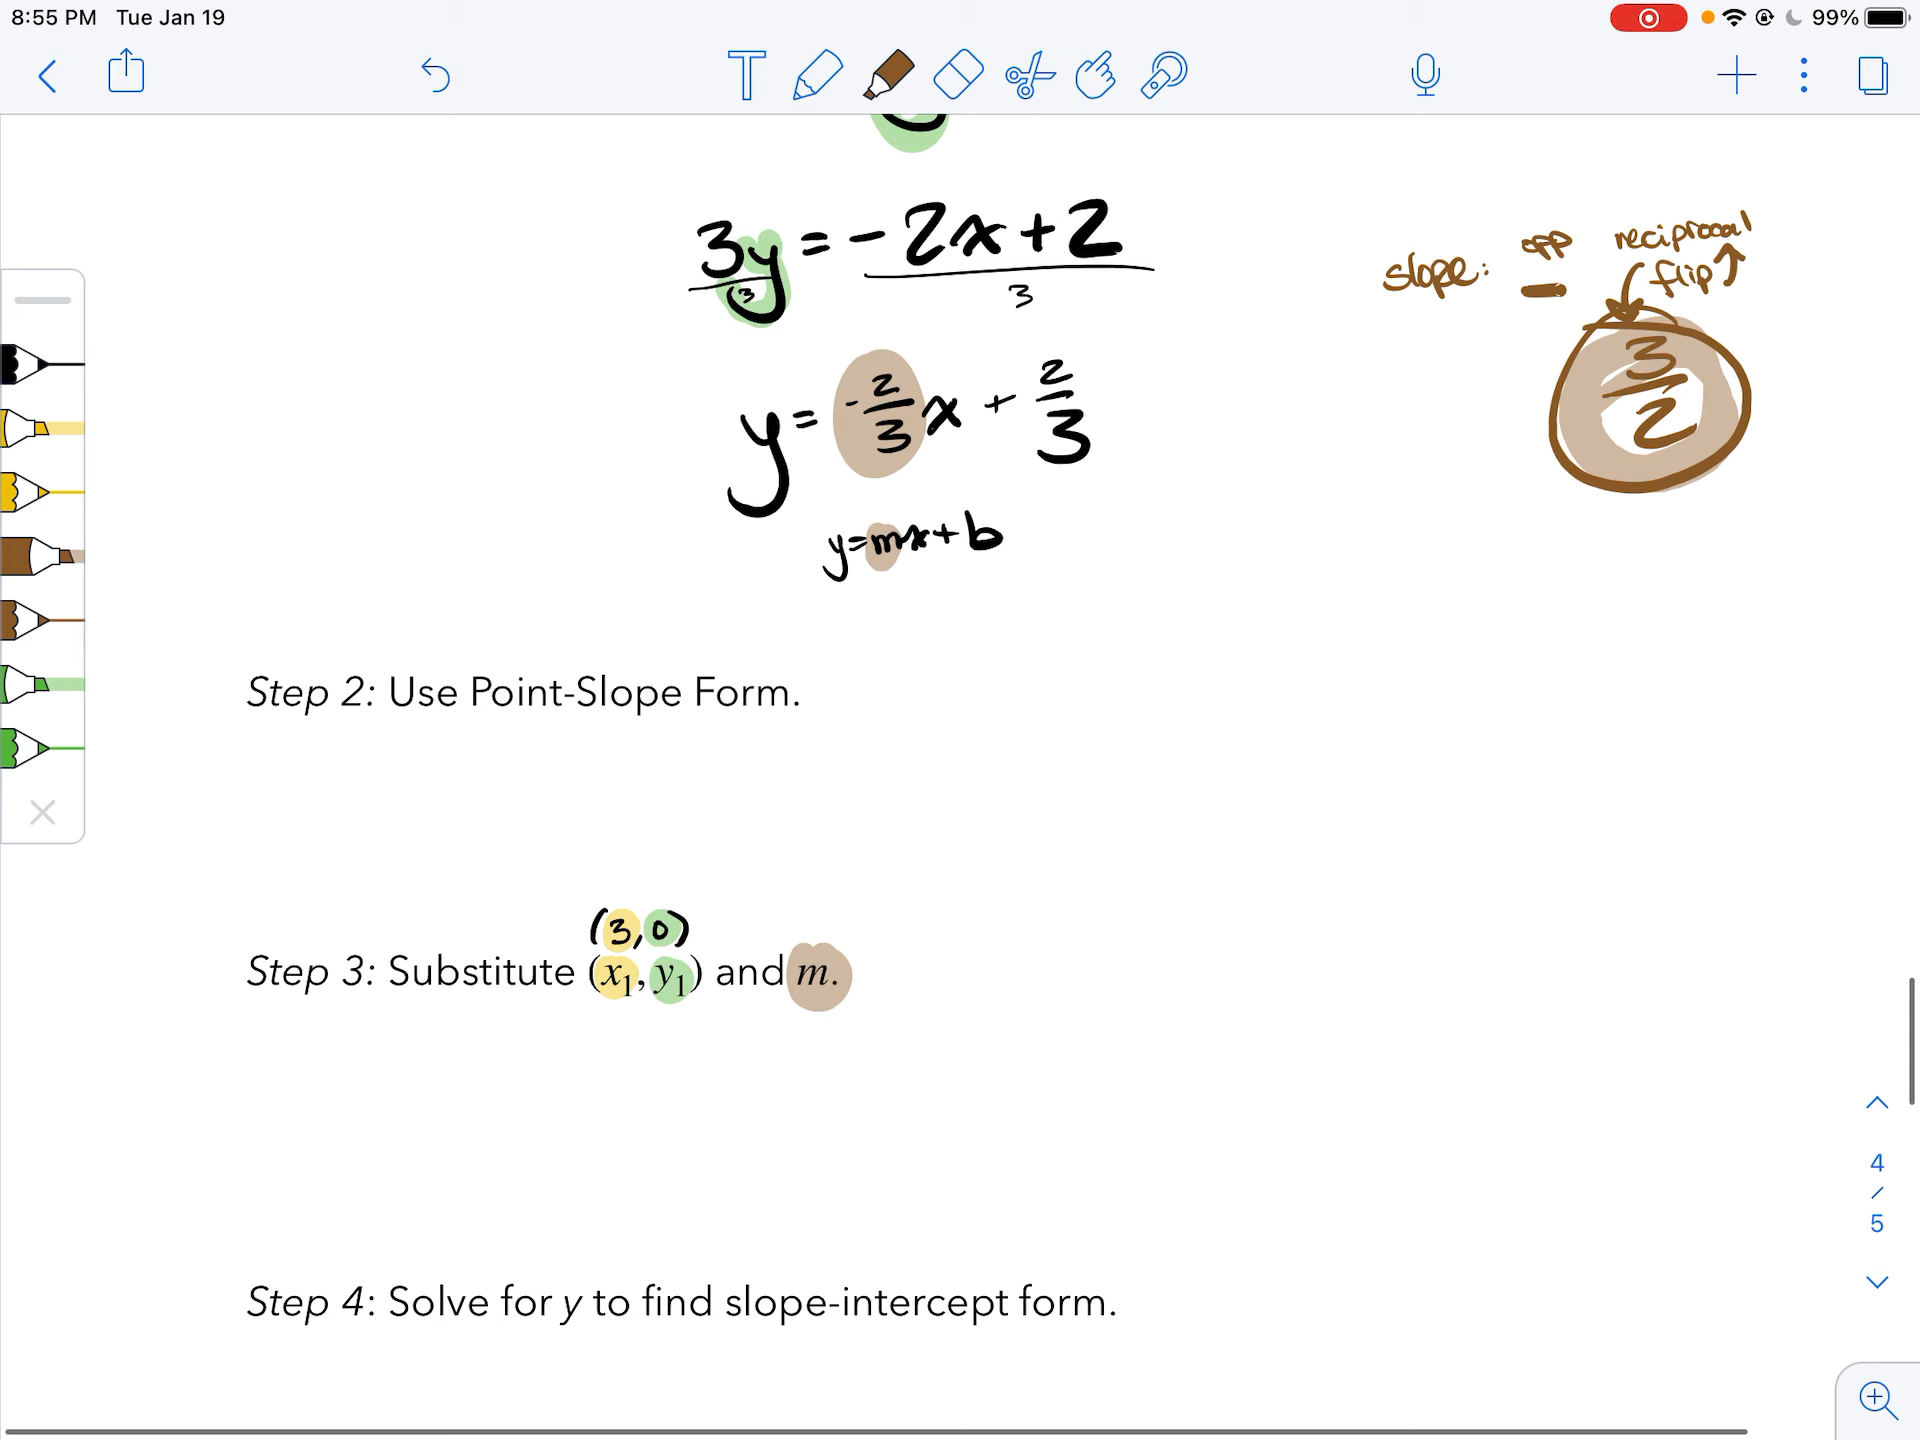 8:55 PM Tue Jan 19
99%
T
3y = -2x+2
3 3
slope: opp reciprocal
flip
3/2
y = -2/3 x + 2/3
y=mx+b
Step 2: Use Point-Slope Form.
(3,0)
Step 3: Substitute (x₁, y₁) and m.
4
/
5
Step 4: Solve for y to find slope-intercept form.